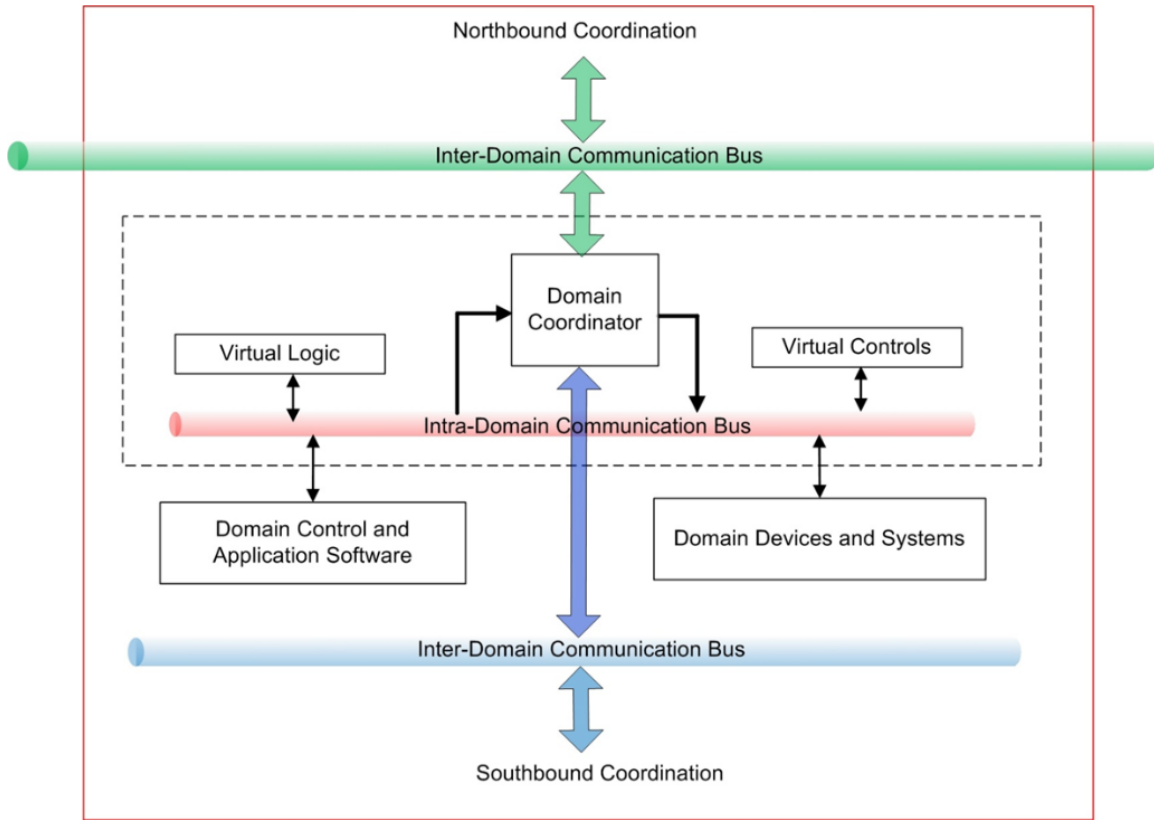 Northbound Coordination
Inter-Domain Communication Bus
Domain
Coordinator
Virtual Logic
Virtual Controls
Intra-Domain Communication Bus
Domain Control and
Application Software
Domain Devices and Systems
Inter-Domain Communication Bus
Southbound Coordination